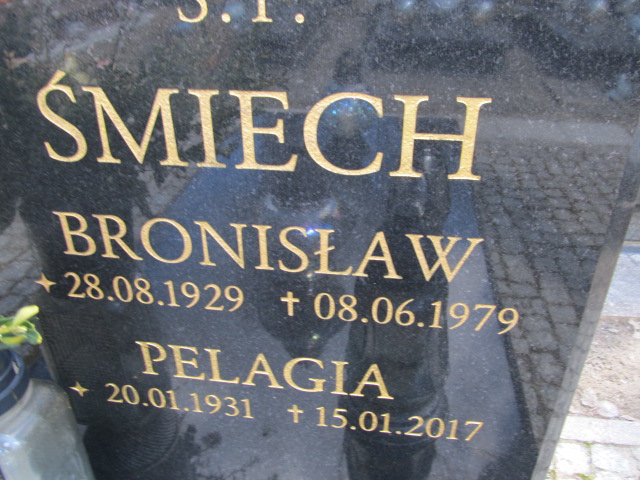 Ś.P.
ŚMIECH
BRONISŁAW
28.08.1929 † 08.06.1979
PELAGIA
20.01.1931 † 15.01.2017